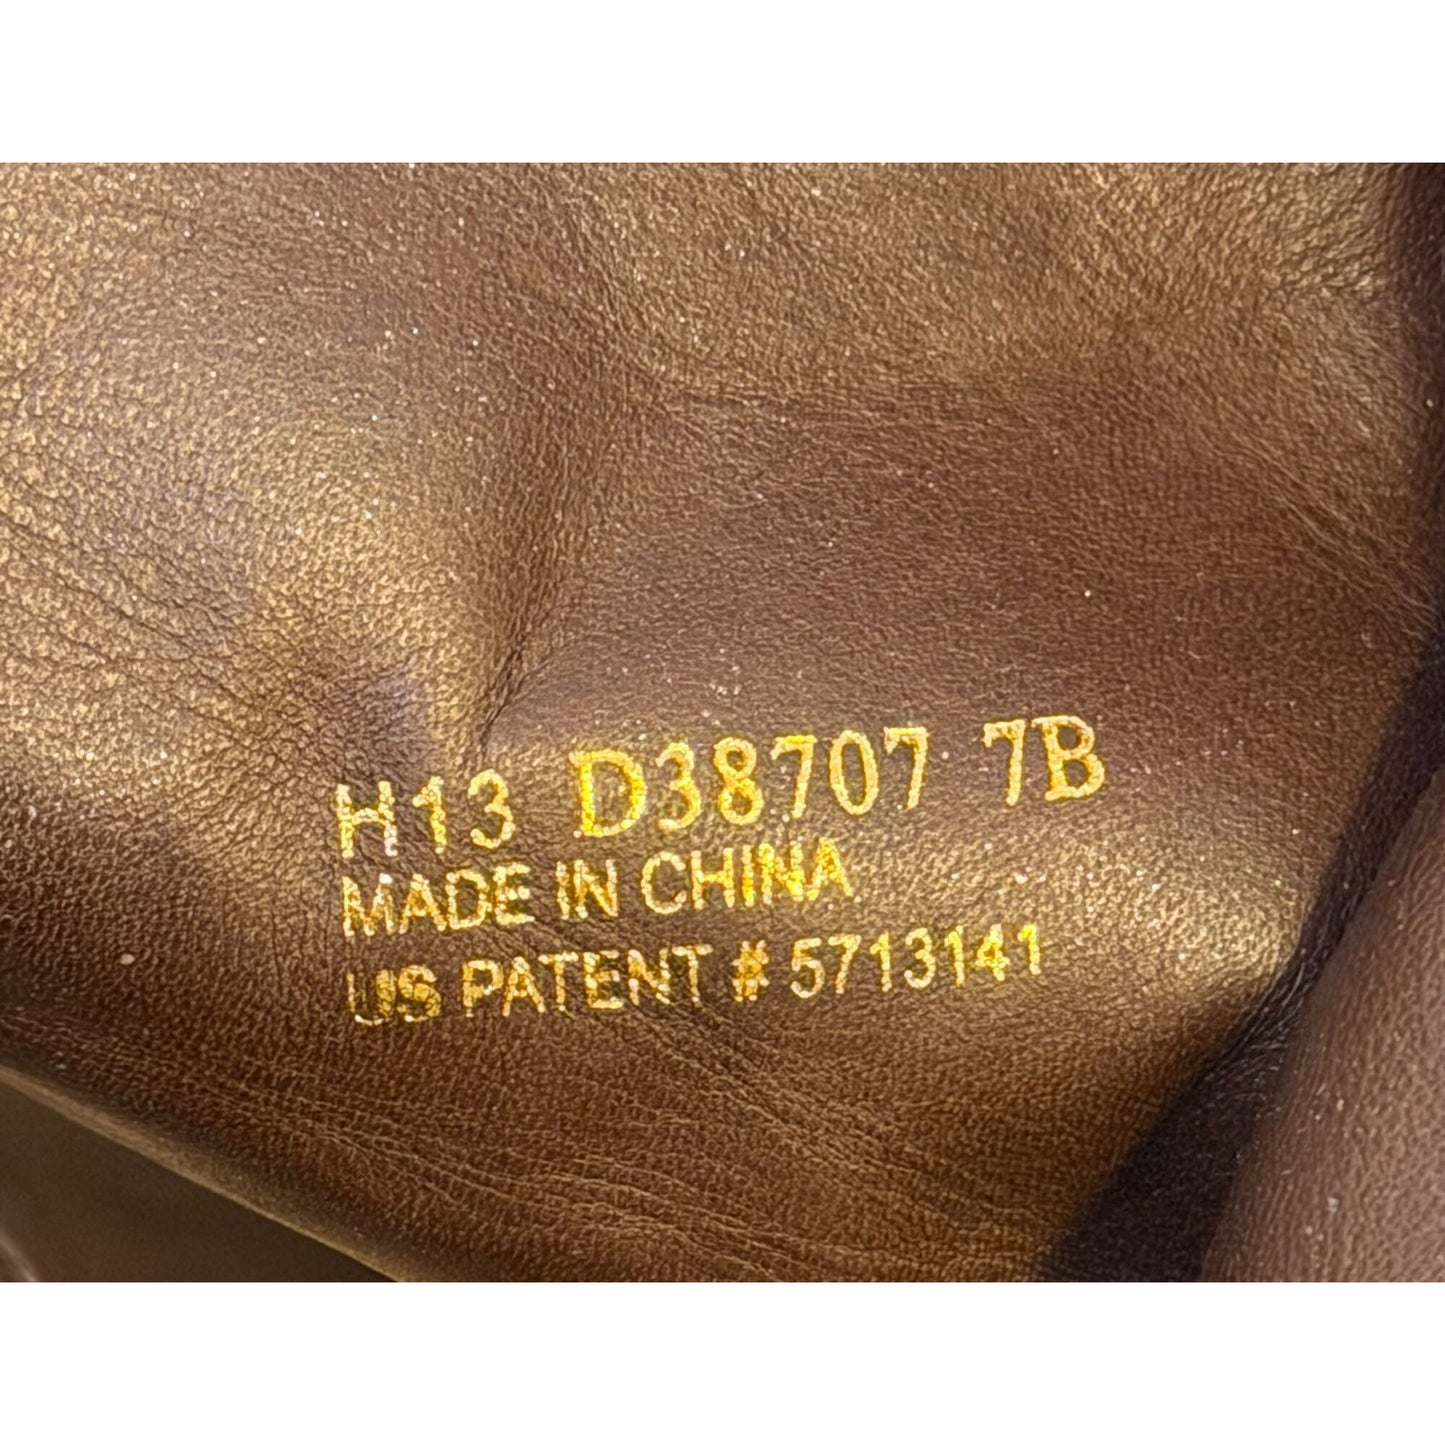 H13 D38707 7B
MADE IN CHINA
US PATENT # 5713141